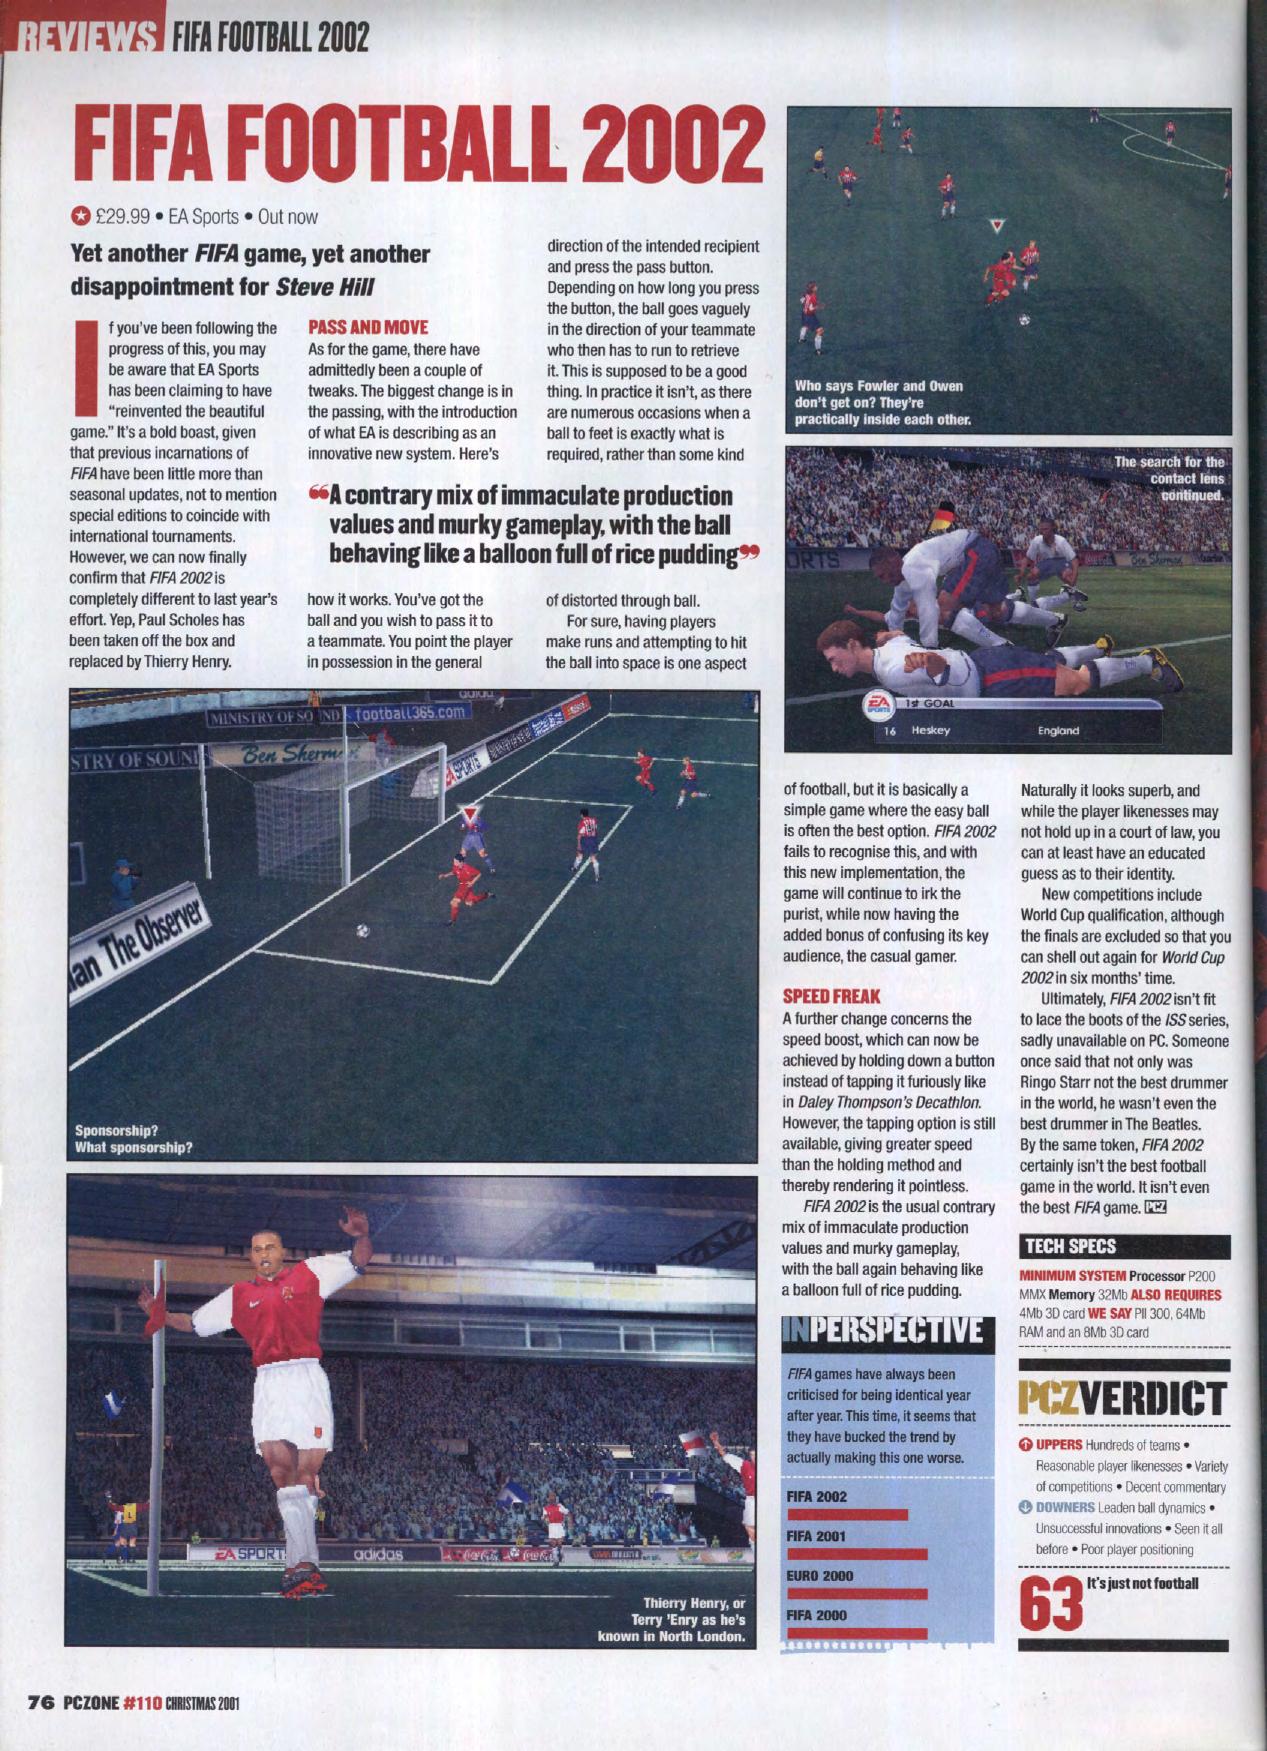 REVIEWS FIFA FOOTBALL 2002
FIFA FOOTBALL 2002
£29.99 • EA Sports • Out now
Yet another FIFA game, yet another
disappointment for Steve Hill
If you've been following the
progress of this, you may
be aware that EA Sports
has been claiming to have
"reinvented the beautiful
game." It's a bold boast, given
that previous incarnations of
FIFA have been little more than
seasonal updates, not to mention
special editions to coincide with
international tournaments.
However, we can now finally
confirm that FIFA 2002 is
completely different to last year's
effort. Yep, Paul Scholes has
been taken off the box and
replaced by Thierry Henry.
PASS AND MOVE
As for the game, there have
admittedly been a couple of
tweaks. The biggest change is in
the passing, with the introduction
of what EA is describing as an
innovative new system. Here's
how it works. You've got the
ball and you wish to pass it to
a teammate. You point the player
in possession in the general
direction of the intended recipient
and press the pass button.
Depending on how long you press
the button, the ball goes vaguely
in the direction of your teammate
who then has to run to retrieve
it. This is supposed to be a good
thing. In practice it isn't, as there
are numerous occasions when a
ball to feet is exactly what is
required, rather than some kind
of distorted through ball.
For sure, having players
make runs and attempting to hit
the ball into space is one aspect
“A contrary mix of immaculate production
values and murky gameplay, with the ball
behaving like a balloon full of rice pudding”
Who says Fowler and Owen
don't get on? They're
practically inside each other.
The search for the
contact lens
continued.
ORTS
Ben Sherman
EA SPORTS
1st GOAL
16 Heskey England
MINISTRY OF SO ND football365.com
adidas
STRY OF SOUN Ben Sherman
EA SPORTS
an The Observer
Sponsorship?
What sponsorship?
EA SPORT adidas Coca-Cola Coca-Cola
Thierry Henry, or
Terry 'Enry as he's
known in North London.
of football, but it is basically a
simple game where the easy ball
is often the best option. FIFA 2002
fails to recognise this, and with
this new implementation, the
game will continue to irk the
purist, while now having the
added bonus of confusing its key
audience, the casual gamer.
SPEED FREAK
A further change concerns the
speed boost, which can now be
achieved by holding down a button
instead of tapping it furiously like
in Daley Thompson's Decathlon.
However, the tapping option is still
available, giving greater speed
than the holding method and
thereby rendering it pointless.
FIFA 2002 is the usual contrary
mix of immaculate production
values and murky gameplay,
with the ball again behaving like
a balloon full of rice pudding.
Naturally it looks superb, and
while the player likenesses may
not hold up in a court of law, you
can at least have an educated
guess as to their identity.
New competitions include
World Cup qualification, although
the finals are excluded so that you
can shell out again for World Cup
2002 in six months' time.
Ultimately, FIFA 2002 isn't fit
to lace the boots of the ISS series,
sadly unavailable on PC. Someone
once said that not only was
Ringo Starr not the best drummer
in the world, he wasn't even the
best drummer in The Beatles.
By the same token, FIFA 2002
certainly isn't the best football
game in the world. It isn't even
the best FIFA game. PCZ
INPERSPECTIVE
FIFA games have always been
criticised for being identical year
after year. This time, it seems that
they have bucked the trend by
actually making this one worse.
FIFA 2002
FIFA 2001
EURO 2000
FIFA 2000
TECH SPECS
MINIMUM SYSTEM Processor P200
MMX Memory 32Mb ALSO REQUIRES
4Mb 3D card WE SAY PII 300, 64Mb
RAM and an 8Mb 3D card
PCZVERDICT
UPPERS Hundreds of teams •
Reasonable player likenesses • Variety
of competitions • Decent commentary
DOWNERS Leaden ball dynamics •
Unsuccessful innovations • Seen it all
before • Poor player positioning
63 It's just not football
76 PCZONE #110 CHRISTMAS 2001